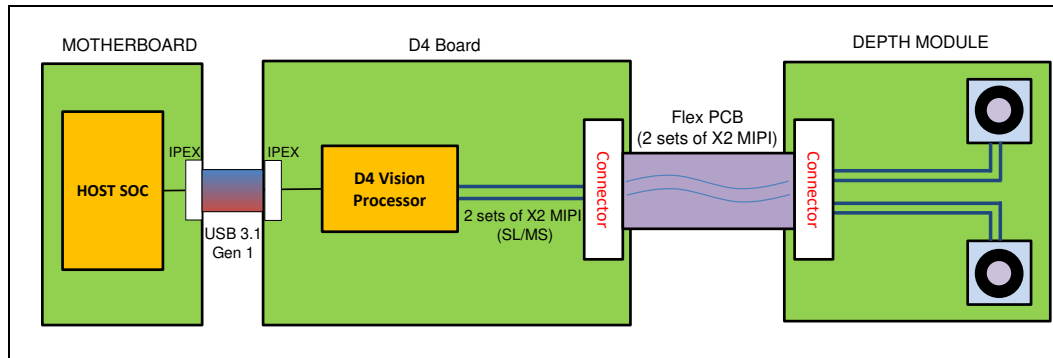 MOTHERBOARD
HOST SOC
IPEX
USB 3.1
Gen 1
IPEX
D4 Board
D4 Vision
Processor
2 sets of X2 MIPI
(SL/MS)
Connector
Flex PCB
(2 sets of X2 MIPI)
DEPTH MODULE
Connector